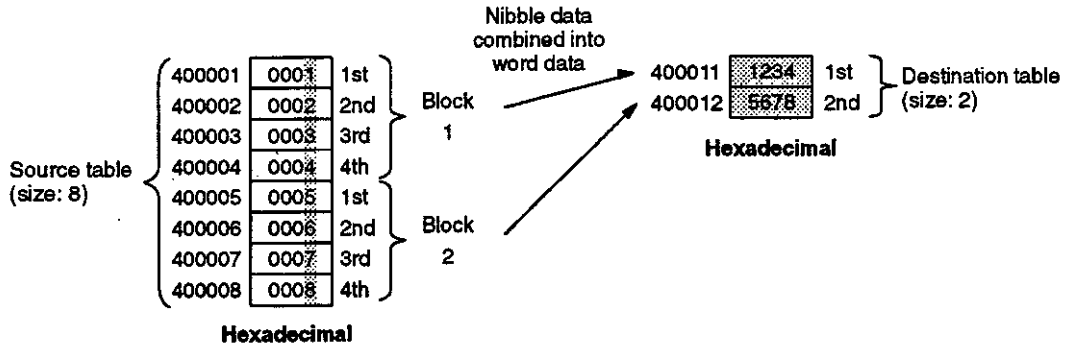 Nibble data
combined into
word data
400001 0001 1st
400002 0002 2nd
400003 0003 3rd
400004 0004 4th
400005 0005 1st
400006 0006 2nd
400007 0007 3rd
400008 0008 4th
Source table
(size: 8)
Hexadecimal
Block
1
Block
2
400011 1234 1st
400012 5678 2nd
Destination table
(size: 2)
Hexadecimal